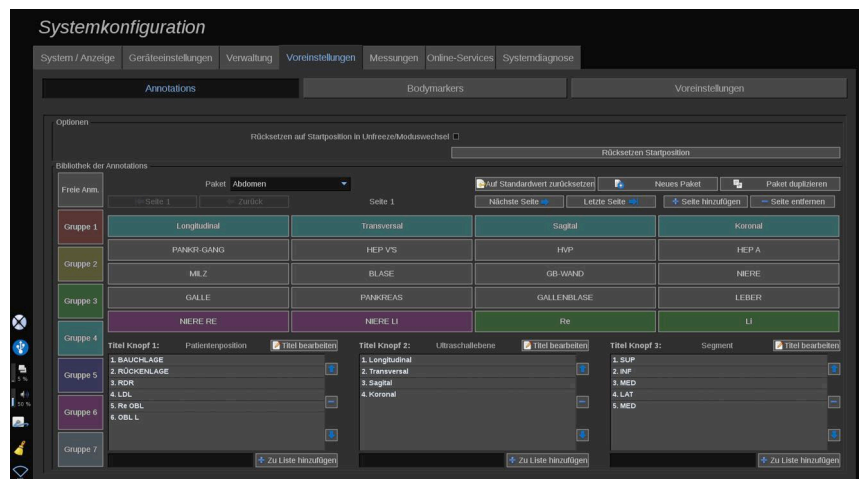 Systemkonfiguration
System / Anzeige Geräteeinstellungen Verwaltung Voreinstellungen Messungen Online-Services Systemdiagnose
Annotations Bodymarkers Voreinstellungen
Optionen
Rücksetzen auf Startposition in Unfreeze/Moduswechsel
Rücksetzen Startposition
Bibliothek der Annotations
Freie Anm. Paket Abdomen Auf Standardwert zurücksetzen Neues Paket Paket duplizieren
Seite 1 Zurück Seite 1 Nächste Seite Letzte Seite Seite hinzufügen Seite entfernen
Gruppe 1 Longitudinal Transversal Sagital Koronal
PANKR-GANG HEP V'S HVP HEP A
Gruppe 2
MILZ BLASE GB-WAND NIERE
Gruppe 3 GALLE PANKREAS GALLENBLASE LEBER
NIERE RE NIERE LI Re Li
Gruppe 4
Titel Knopf 1: Patientenposition Titel bearbeiten Titel Knopf 2: Ultraschallebene Titel bearbeiten Titel Knopf 3: Segment Titel bearbeiten
1. BAUCHLAGE 1. Longitudinal 1. SUP
2. RÜCKENLAGE 2. Transversal 2. INF
Gruppe 5
3. RDR 3. Sagital 3. MED
4. LDL 4. Koronal 4. LAT
5. Re OBL 5. MED
Gruppe 6
6. OBL L
Gruppe 7
Zu Liste hinzufügen Zu Liste hinzufügen Zu Liste hinzufügen
5 %
10 %